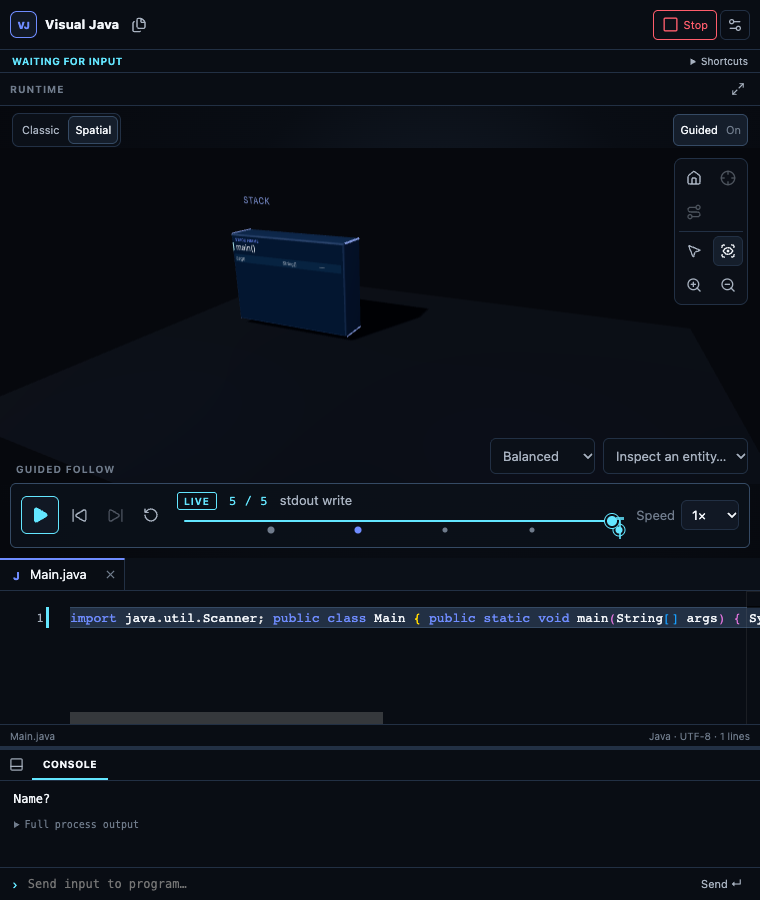 VJ Visual Java
Stop
WAITING FOR INPUT
Shortcuts
RUNTIME
Classic Spatial
Guided On
STACK
main()
args String[]
Balanced
Inspect an entity...
GUIDED FOLLOW
LIVE 5 / 5 stdout write
Speed 1×
J Main.java
1 import java.util.Scanner; public class Main { public static void main(String[] args) { Sy
Main.java
Java · UTF-8 · 1 lines
CONSOLE
Name?
Full process output
› Send input to program…
Send ↵